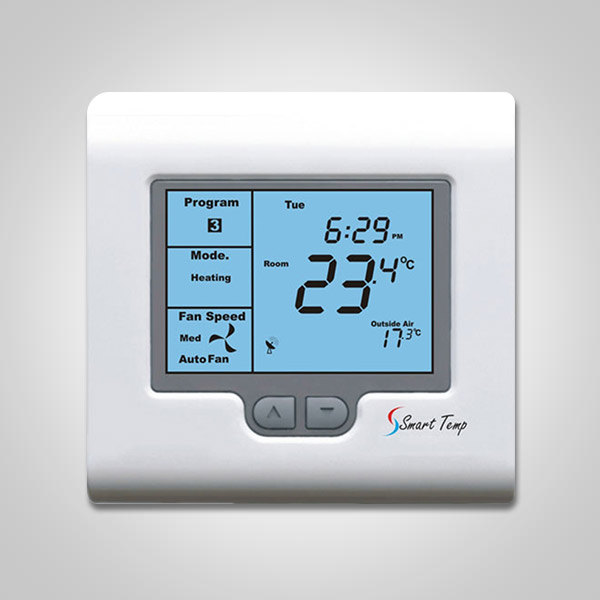 Program
3
Mode.
Heating
Fan Speed
Med
Auto Fan
Tue
6:29 PM
Room 23.4°C
Outside Air
17.3°C
Smart Temp